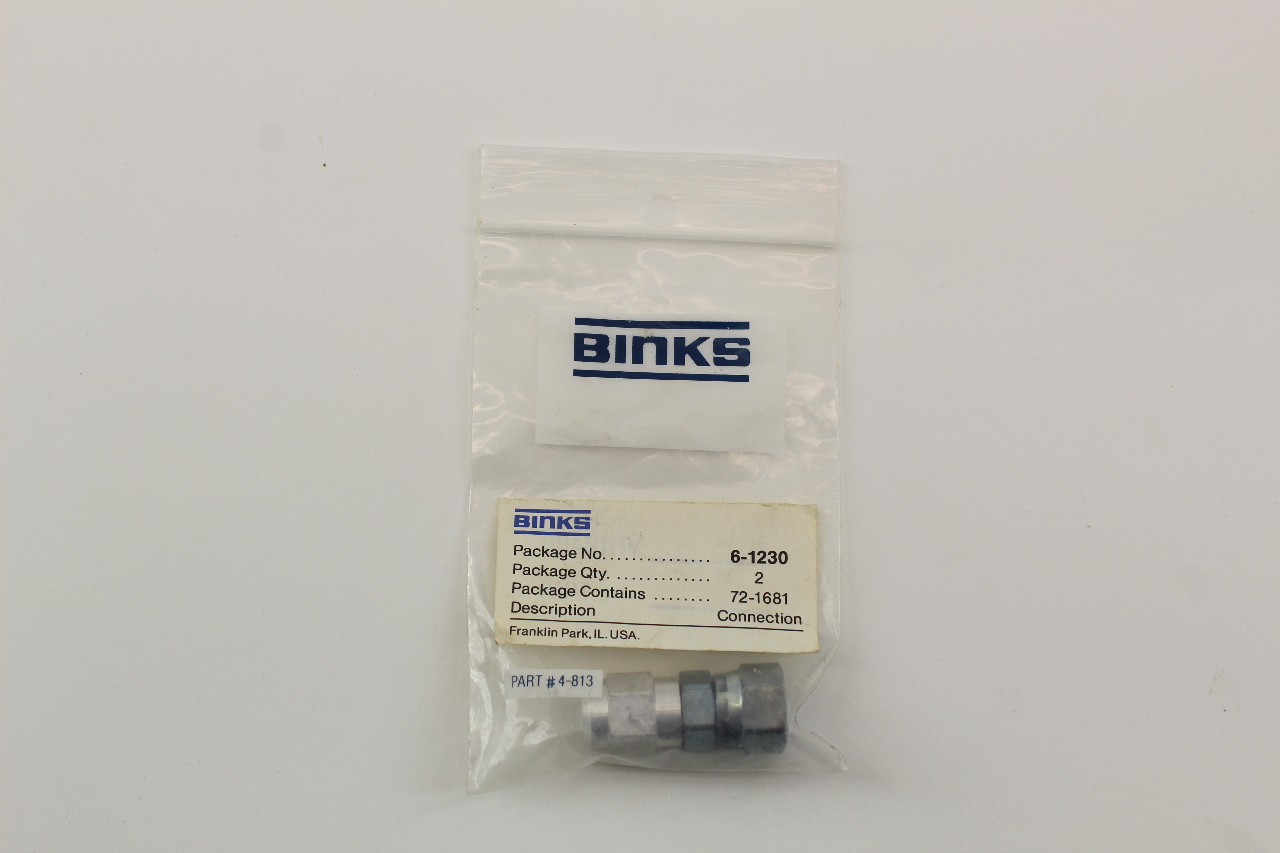 BINKS
BINKS
Package No. . . . . . . . . . . . . . . . 6-1230
Package Qty. . . . . . . . . . . . . . . 2
Package Contains . . . . . . . . 72-1681
Description Connection
Franklin Park, IL. USA.
PART # 4-813